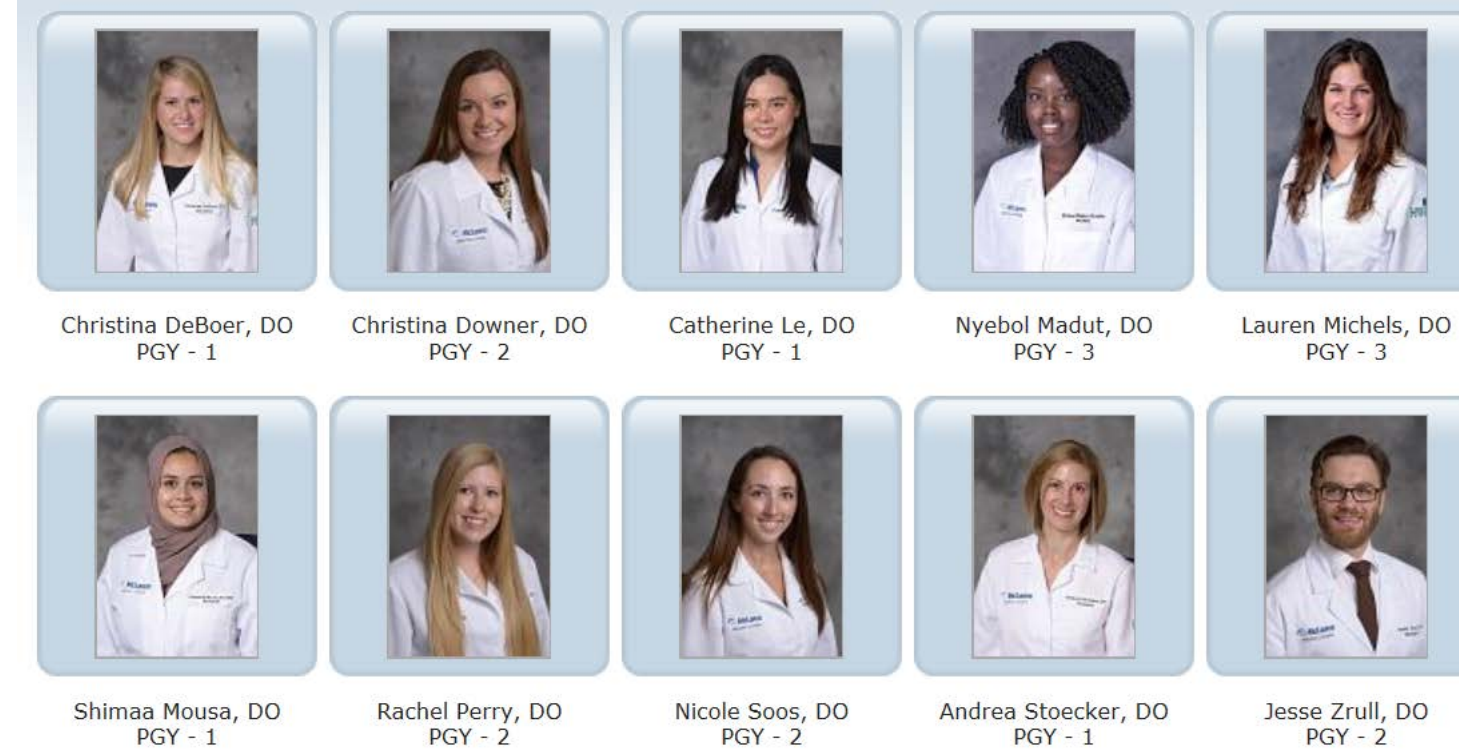 Christina DeBoer, DO
PGY - 1
Christina Downer, DO
PGY - 2
Catherine Le, DO
PGY - 1
Nyebol Madut, DO
PGY - 3
Lauren Michels, DO
PGY - 3
Shimaa Mousa, DO
PGY - 1
Rachel Perry, DO
PGY - 2
Nicole Soos, DO
PGY - 2
Andrea Stoecker, DO
PGY - 1
Jesse Zrull, DO
PGY - 2